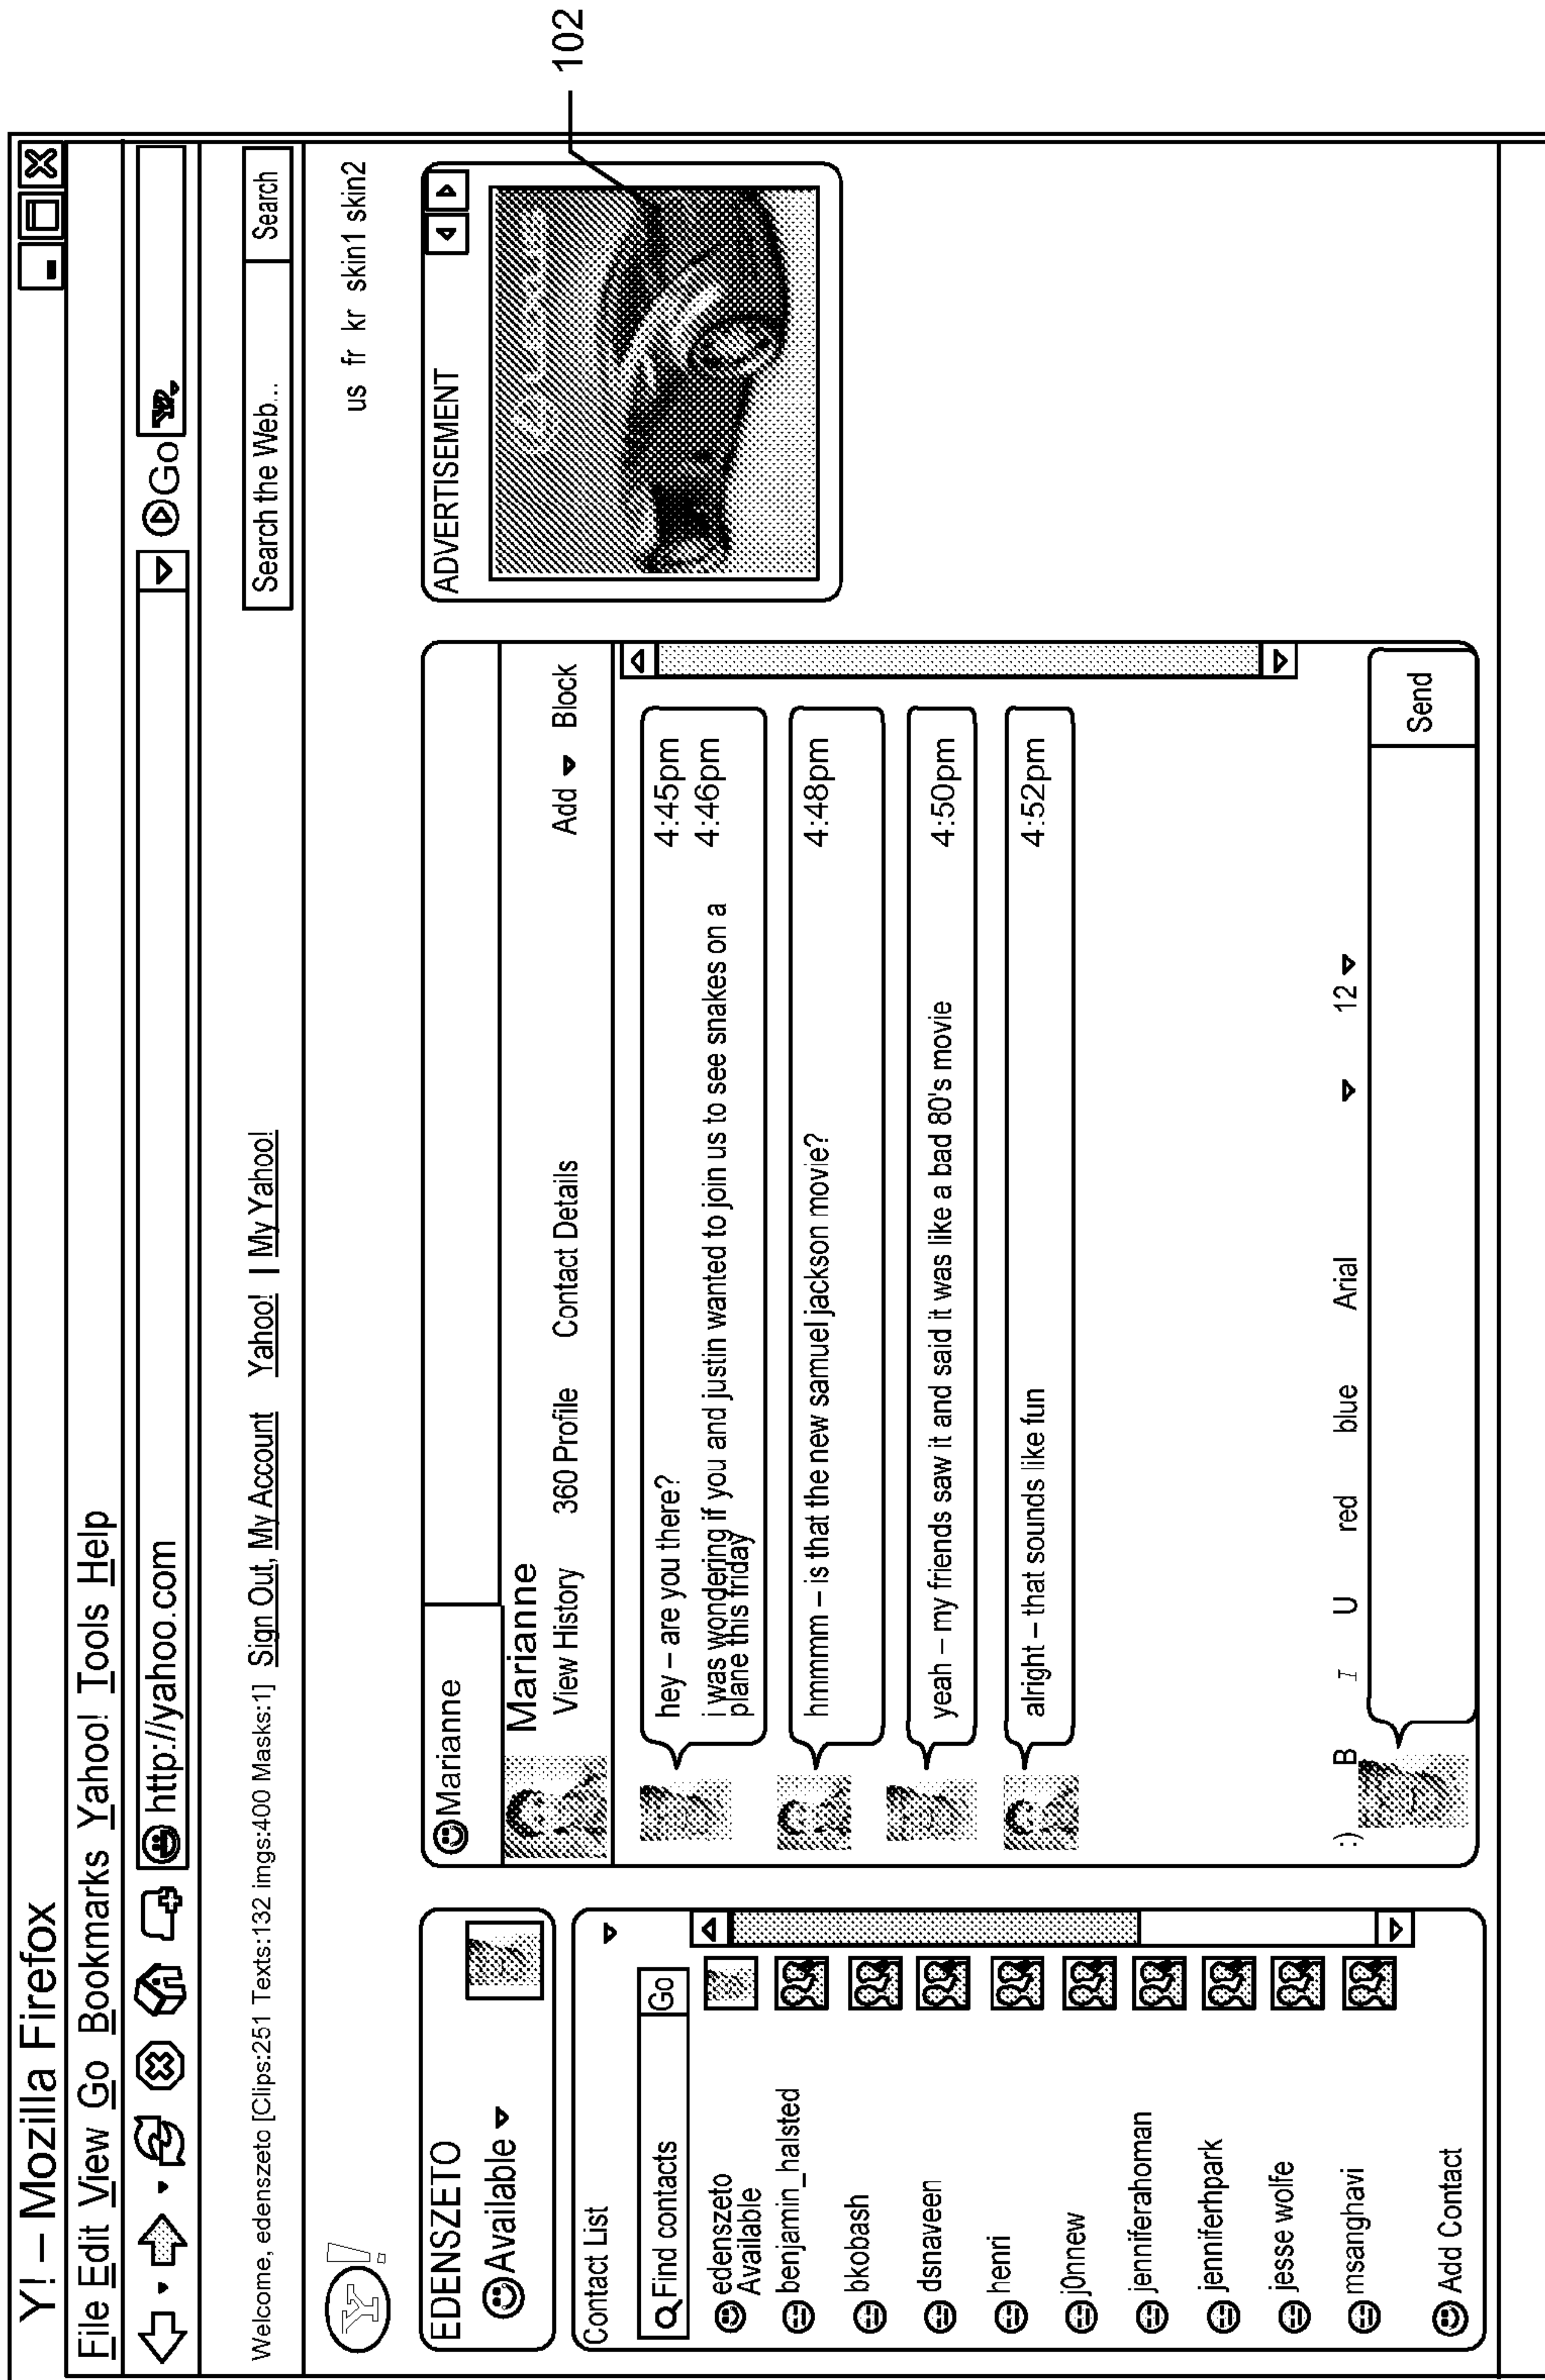 Y! – Mozilla Firefox
File Edit View Go Bookmarks Yahoo! Tools Help
http://yahoo.com
Go
Welcome, edenszeto [Clips:251 Texts:132 imgs:400 Masks:1] Sign Out, My Account Yahoo! | My Yahoo!
Search the Web... Search
Y!
us fr kr skin1 skin2
EDENSZETO
Available
Contact List
Find contacts Go
edenszeto
Available
benjamin_halsted
bkobash
dsnaveen
henri
j0nnew
jenniferahoman
jenniferhpark
jesse wolfe
msanghavi
Add Contact
Marianne
Marianne
View History 360 Profile Contact Details Add Block
hey – are you there? 4:45pm
i was wondering if you and justin wanted to join us to see snakes on a 4:46pm
plane this friday
hmmmm – is that the new samuel jackson movie? 4:48pm
yeah – my friends saw it and said it was like a bad 80's movie 4:50pm
alright – that sounds like fun 4:52pm
:) B I U red blue Arial 12
Send
ADVERTISEMENT
102